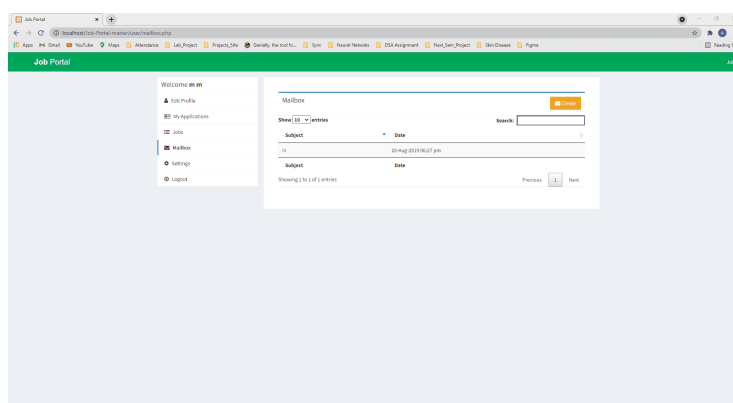 Job Portal
localhost/Job-Portal-master/user/mailbox.php
Apps Gmail YouTube Maps Attendance Lab_Project Projects_Site Genially, the tool fo... Sync Neural Networks DSA Assignment Next_Sem_Project Skin Disease Figma Reading
Job Portal
Welcome m m
Edit Profile
My Applications
Jobs
Mailbox
Settings
Logout
Mailbox
Create
Show 10 entries Search:
Subject Date
hi 10-Aug-2019 06:27 pm
Subject Date
Showing 1 to 1 of 1 entries Previous 1 Next